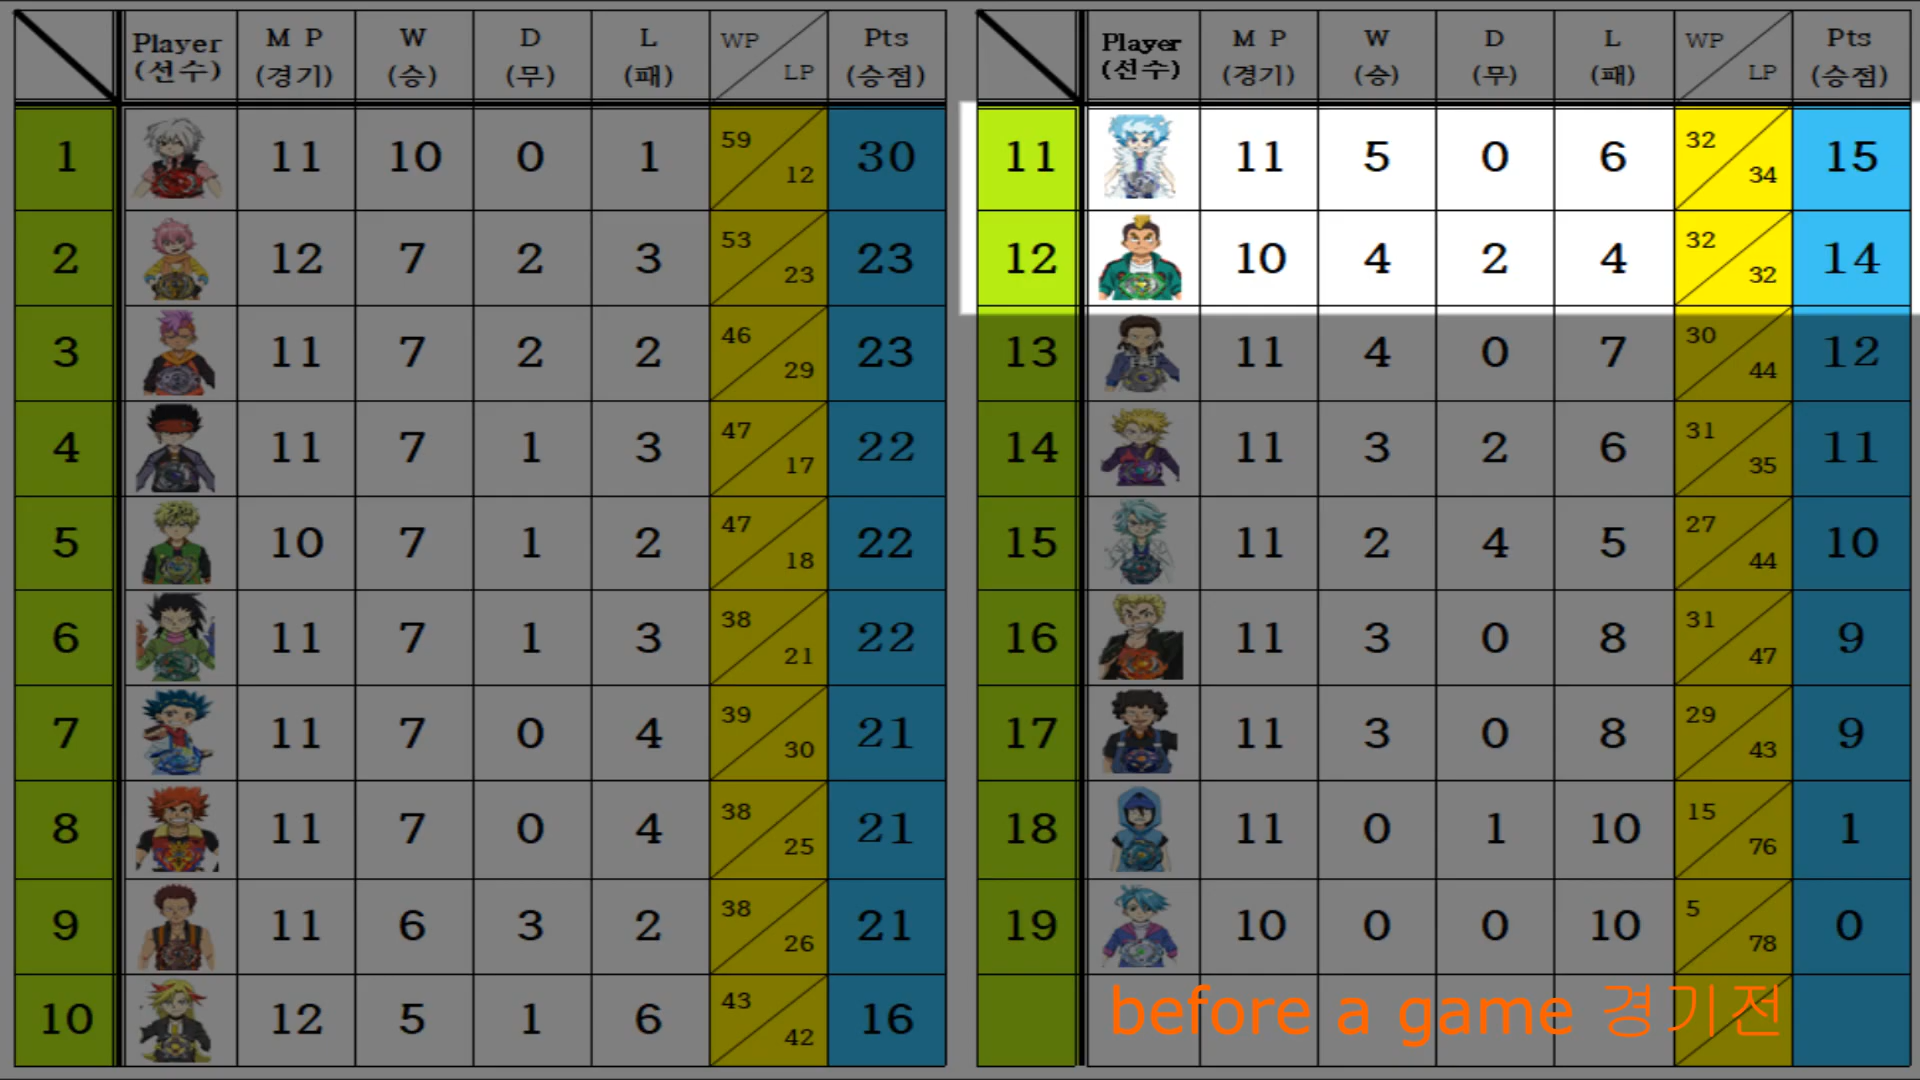 Player (선수) M P (경기) W (승) D (무) L (패) WP LP Pts (승점)
1 11 10 0 1 59 12 30
2 12 7 2 3 53 23 23
3 11 7 2 2 46 29 23
4 11 7 1 3 47 17 22
5 10 7 1 2 47 18 22
6 11 7 1 3 38 21 22
7 11 7 0 4 39 30 21
8 11 7 0 4 38 25 21
9 11 6 3 2 38 26 21
10 12 5 1 6 43 42 16
Player (선수) M P (경기) W (승) D (무) L (패) WP LP Pts (승점)
11 11 5 0 6 32 34 15
12 10 4 2 4 32 32 14
13 11 4 0 7 30 44 12
14 11 3 2 6 31 35 11
15 11 2 4 5 27 44 10
16 11 3 0 8 31 47 9
17 11 3 0 8 29 43 9
18 11 0 1 10 15 76 1
19 10 0 0 10 5 78 0
before a game 경기전